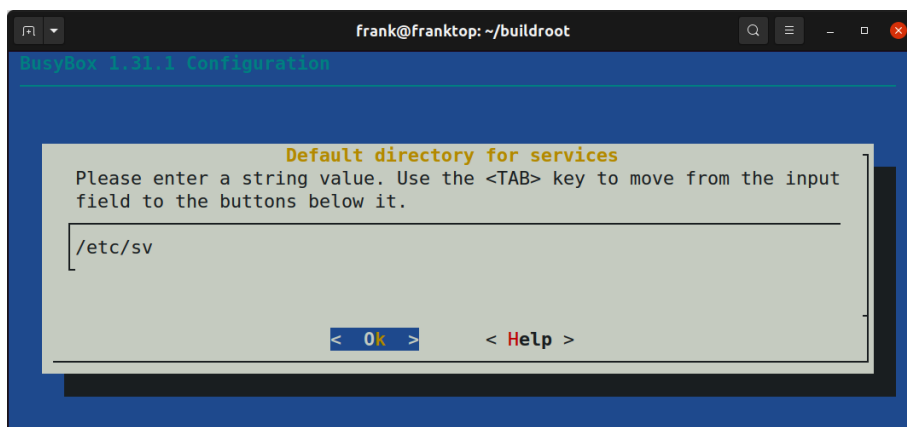 frank@franktop: ~/buildroot
BusyBox 1.31.1 Configuration
Default directory for services
Please enter a string value. Use the <TAB> key to move from the input
field to the buttons below it.
/etc/sv
< Ok > < Help >